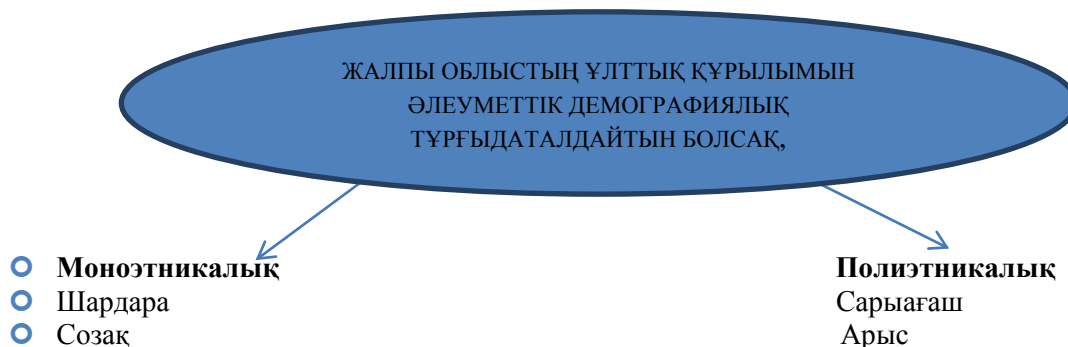 ЖАЛПЫ ОБЛЫСТЫҢ ҰЛТТЫҚ ҚҰРЫЛЫМЫН
ӘЛЕУМЕТТІК ДЕМОГРАФИЯЛЫҚ
ТҰРҒЫДАТАЛДАЙТЫН БОЛСАҚ,
Моноэтникалық Полиэтникалық
Шардара Сарыағаш
Созақ Арыс